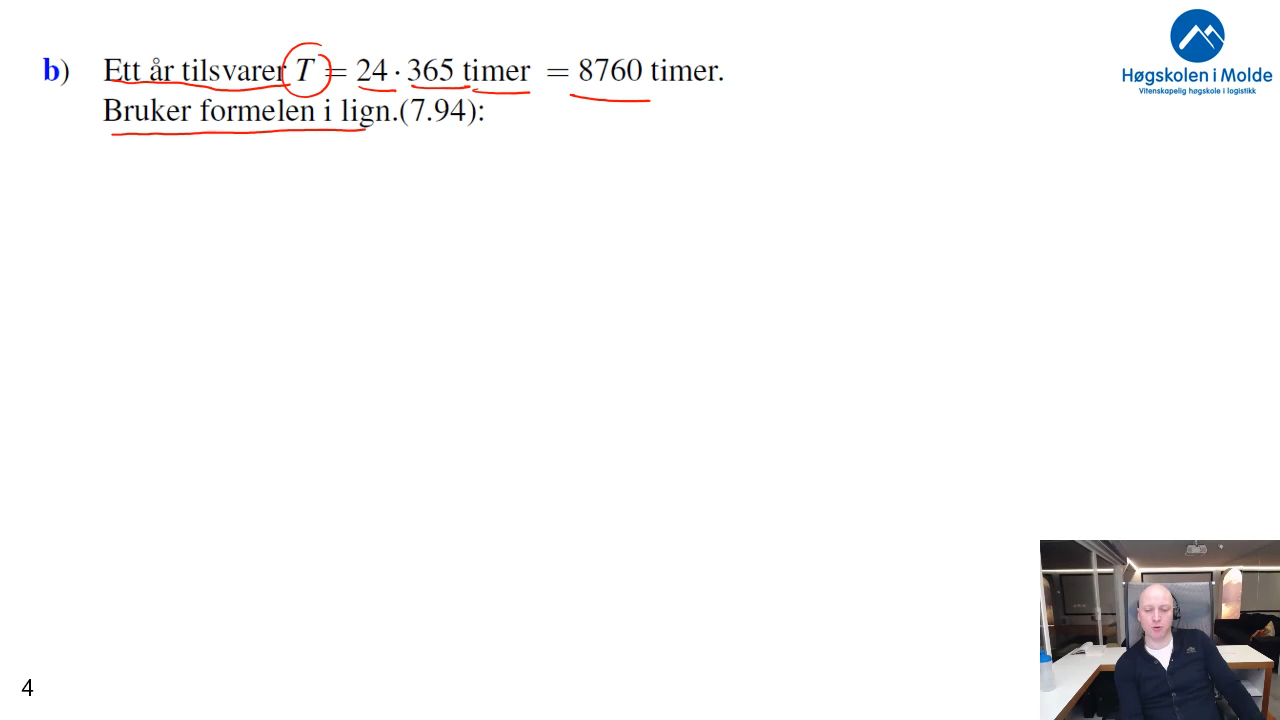 b) Ett år tilsvarer T = 24 · 365 timer = 8760 timer.
Bruker formelen i lign.(7.94):
Høgskolen i Molde
Vitenskapelig høgskole i logistikk
4